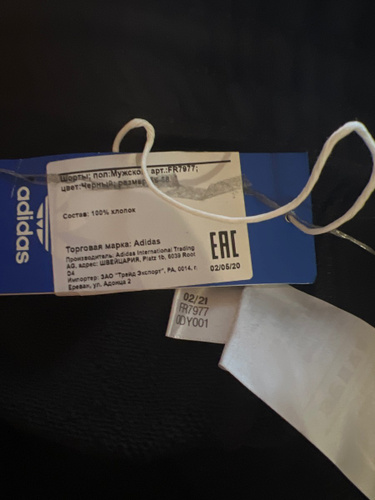 adidas
Шорты; пол:Мужской арт.:FR7977;
цвет:Черный; размер:
Состав: 100% хлопок
Торговая марка: Adidas
Производитель: Adidas International Trading
AG, адрес: ШВЕЙЦАРИЯ, Platz 1b, 6039 Root
D4
Импортер: ЗАО "Трейд Экспорт", РА, 0014, г.
Ереван, ул. Адонца 2
EAC
02/05/20
02/21
FR7977
Y001